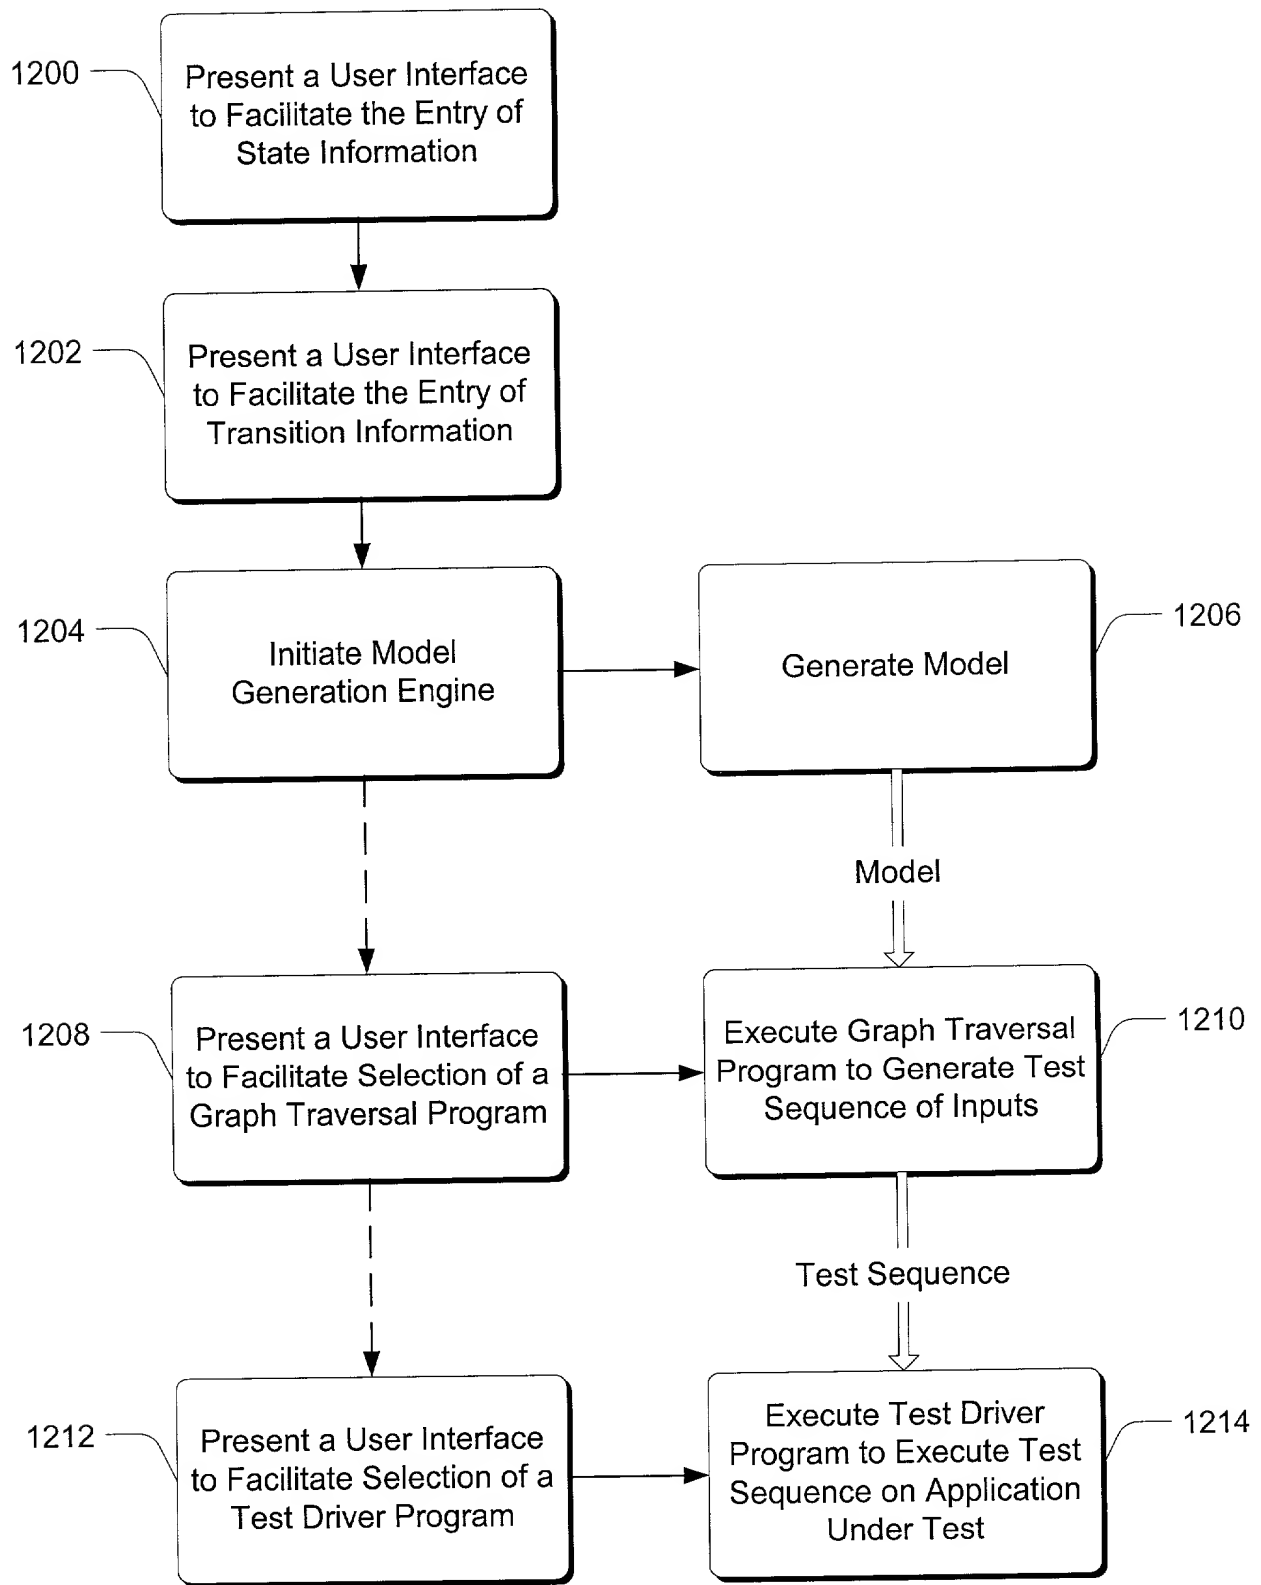 1200
Present a User Interface
to Facilitate the Entry of
State Information
1202
Present a User Interface
to Facilitate the Entry of
Transition Information
1204
Initiate Model
Generation Engine
Generate Model
1206
Model
1208
Present a User Interface
to Facilitate Selection of a
Graph Traversal Program
Execute Graph Traversal
Program to Generate Test
Sequence of Inputs
1210
Test Sequence
1212
Present a User Interface
to Facilitate Selection of a
Test Driver Program
Execute Test Driver
Program to Execute Test
Sequence on Application
Under Test
1214